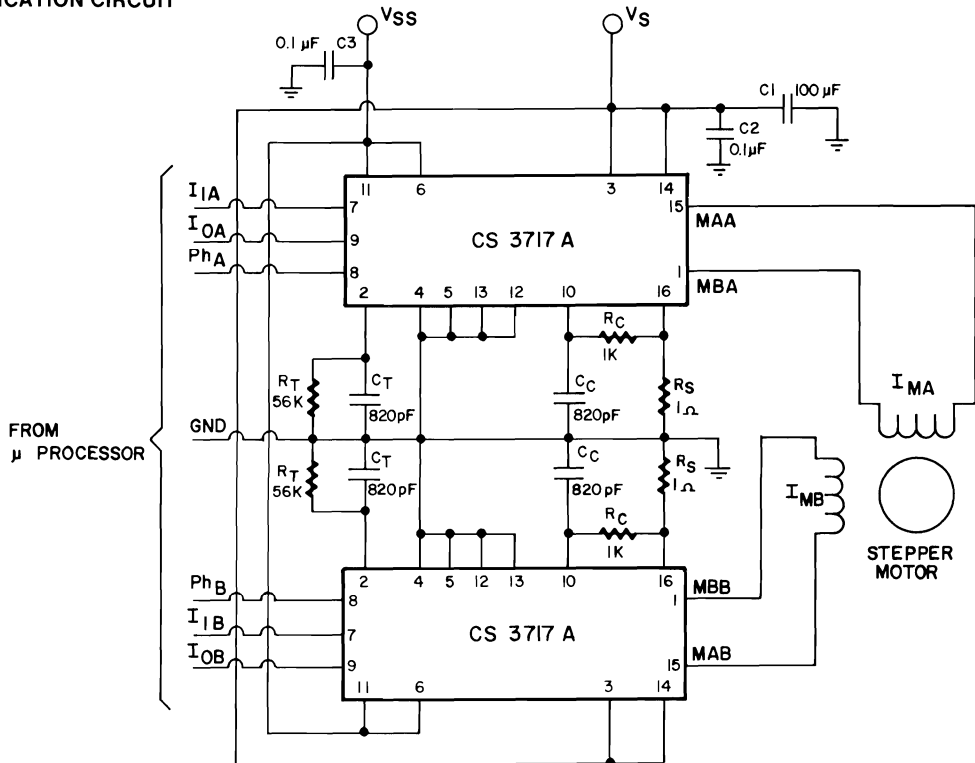 ICATION CIRCUIT
VSS
VS
0.1 µF
C3
C1
100 µF
C2
0.1µF
11
6
3
14
I1A
7
15
MAA
I0A
9
CS 3717 A
PhA
8
1
MBA
2
4
5
13
12
10
16
RC
1K
RT
56K
CT
820pF
CC
820pF
RS
1Ω
IMA
FROM
µ PROCESSOR
GND
RT
56K
CT
820pF
CC
820pF
RS
1Ω
IMB
RC
1K
STEPPER
MOTOR
2
4
5
12
13
10
16
PhB
8
1
MBB
I1B
7
CS 3717 A
I0B
9
15
MAB
11
6
3
14